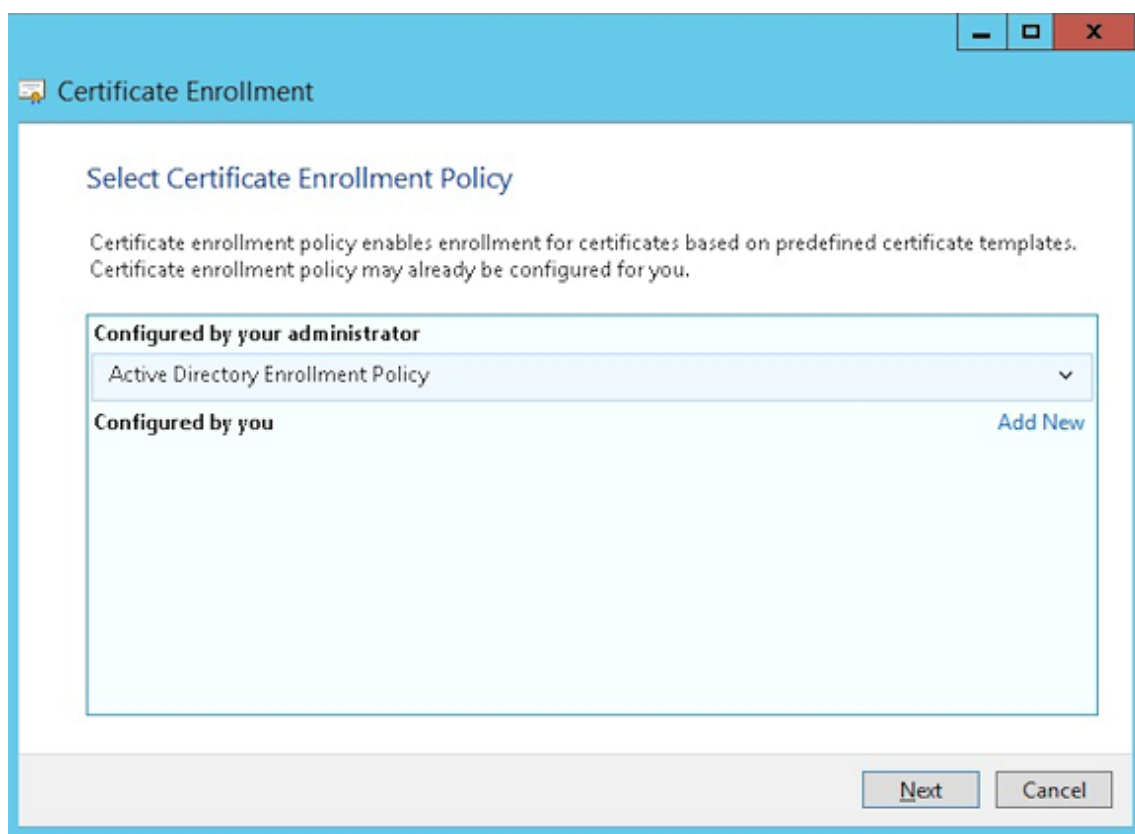 Certificate Enrollment
Select Certificate Enrollment Policy
Certificate enrollment policy enables enrollment for certificates based on predefined certificate templates.
Certificate enrollment policy may already be configured for you.
Configured by your administrator
Active Directory Enrollment Policy
Configured by you Add New
Next Cancel